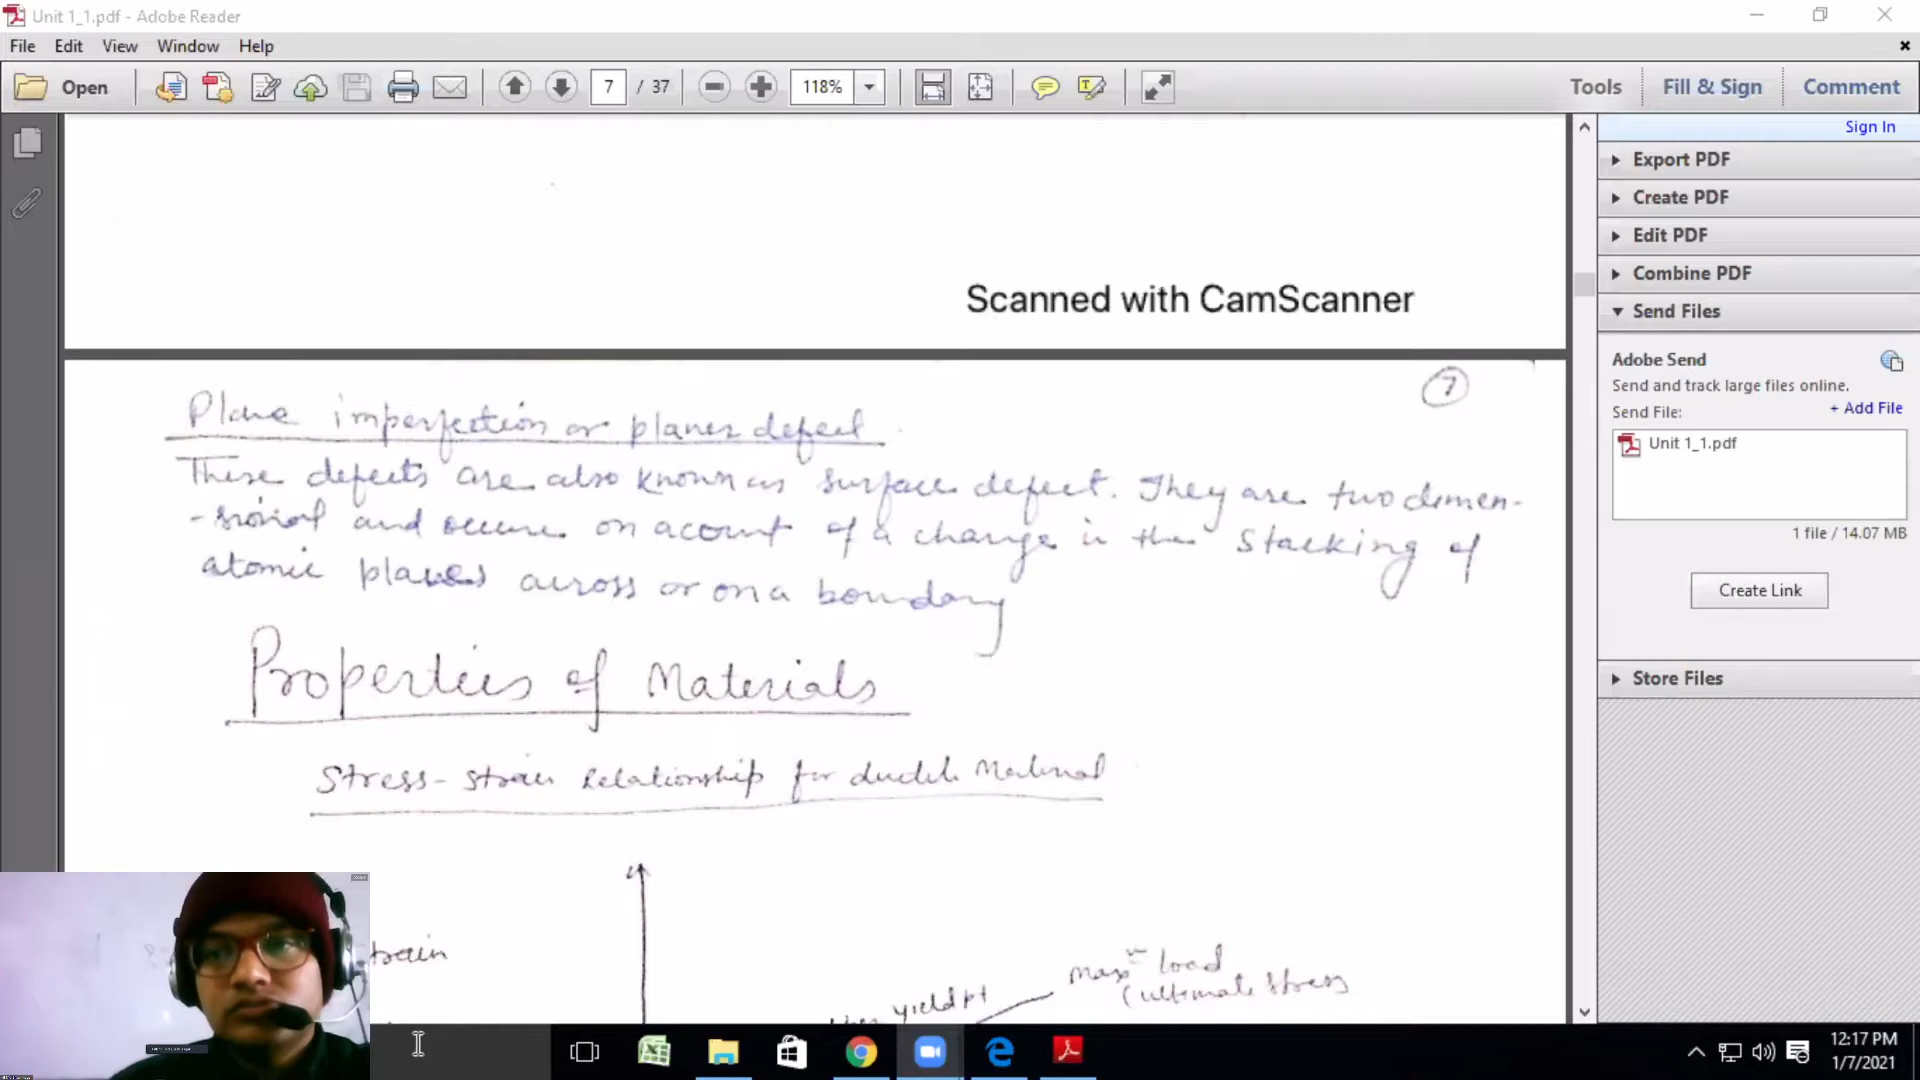 Unit 1_1.pdf - Adobe Reader
File Edit View Window Help
Open 7 / 37 118% Tools Fill & Sign Comment
Sign In
Export PDF
Create PDF
Edit PDF
Combine PDF
Send Files
Adobe Send
Send and track large files online.
Send File: + Add File
Unit 1_1.pdf
1 file / 14.07 MB
Create Link
Store Files
Scanned with CamScanner
7
Plane imperfection or planer defect
These defects are also known as surface defect. They are two dimen-
-sional and occurs on acount of a change in the stacking of
atomic planes across or on a boundary
Properties of Materials
Stress-strain Relationship for ductile Material
train
yield pt
max^m load
(ultimate stress
12:17 PM
1/7/2021